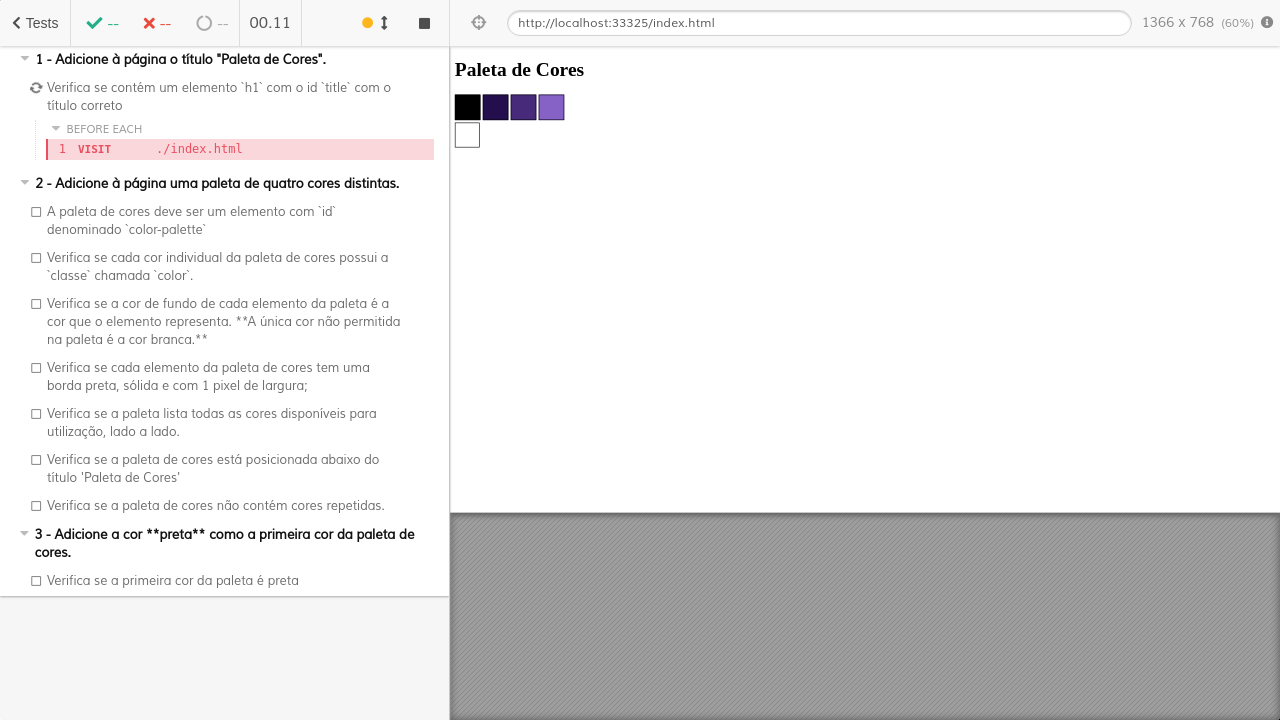 Tests -- -- -- 00.11
http://localhost:33325/index.html 1366 x 768 (60%)
1 - Adicione à página o título "Paleta de Cores".
Verifica se contém um elemento `h1` com o id `title` com o
título correto
BEFORE EACH
1 VISIT ./index.html
2 - Adicione à página uma paleta de quatro cores distintas.
A paleta de cores deve ser um elemento com `id`
denominado `color-palette`
Verifica se cada cor individual da paleta de cores possui a
`classe` chamada `color`.
Verifica se a cor de fundo de cada elemento da paleta é a
cor que o elemento representa. **A única cor não permitida
na paleta é a cor branca.**
Verifica se cada elemento da paleta de cores tem uma
borda preta, sólida e com 1 pixel de largura;
Verifica se a paleta lista todas as cores disponíveis para
utilização, lado a lado.
Verifica se a paleta de cores está posicionada abaixo do
título 'Paleta de Cores'
Verifica se a paleta de cores não contém cores repetidas.
3 - Adicione a cor **preta** como a primeira cor da paleta de
cores.
Verifica se a primeira cor da paleta é preta
Paleta de Cores